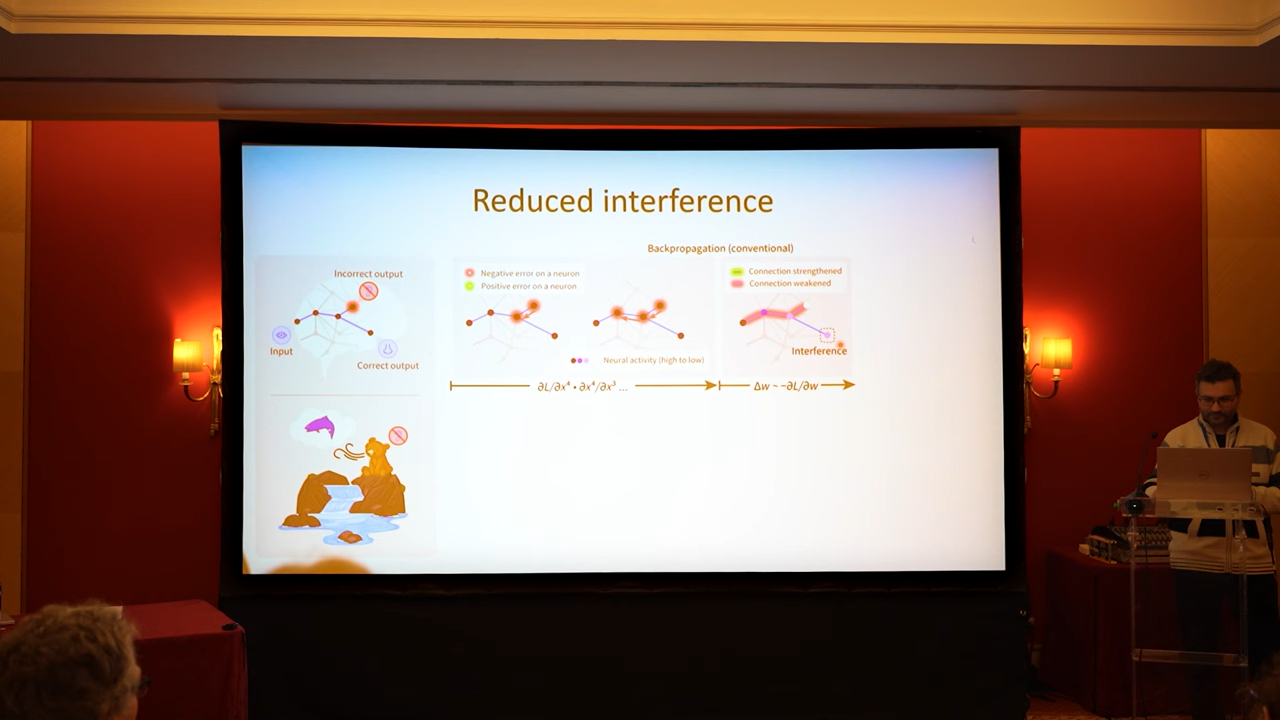 Reduced interference
Backpropagation (conventional)
Incorrect output
Input
Correct output
Negative error on a neuron
Positive error on a neuron
Neural activity (high to low)
Connection strengthened
Connection weakened
Interference
∂L/∂x⁴ • ∂x⁴/∂x³ ...
Δw ~ −∂L/∂w